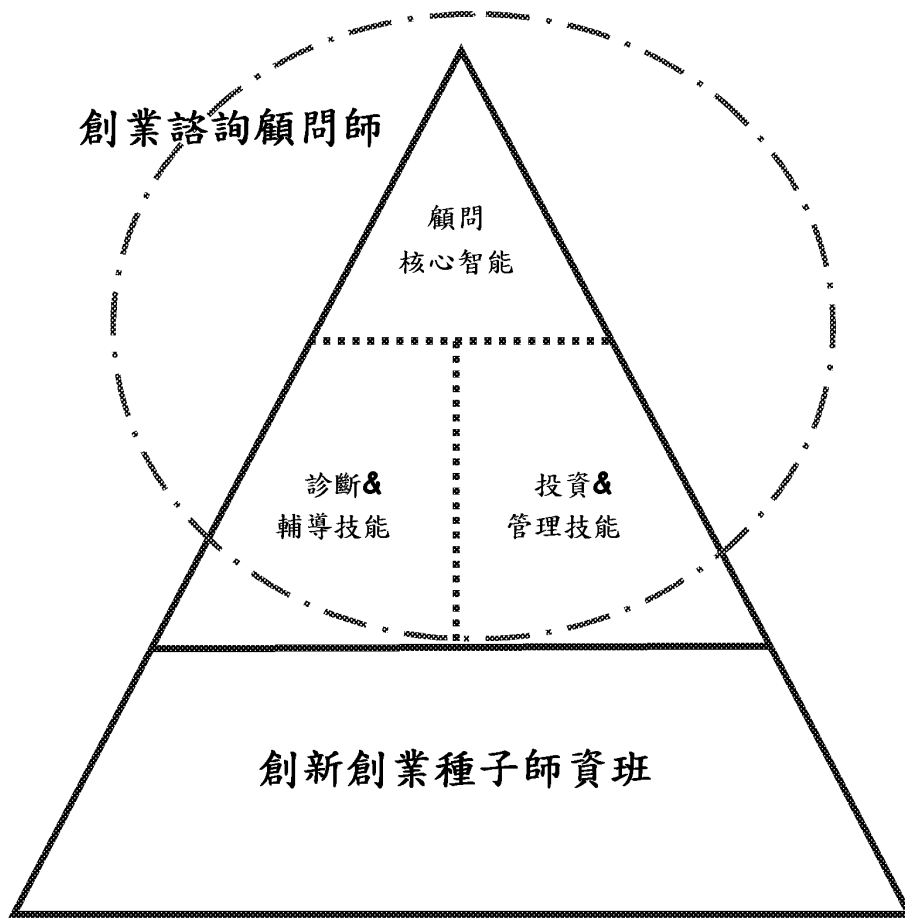 創業諮詢顧問師
顧問
核心智能
診斷&
輔導技能
投資&
管理技能
創新創業種子師資班